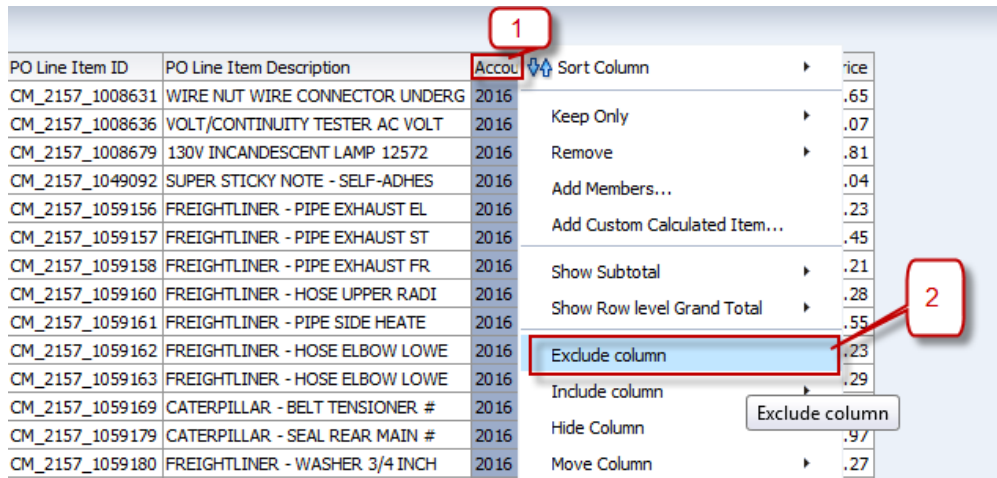 1
PO Line Item ID PO Line Item Description Accou Sort Column rice
CM_2157_1008631 WIRE NUT WIRE CONNECTOR UNDERG 2016 .65
CM_2157_1008636 VOLT/CONTINUITY TESTER AC VOLT 2016 Keep Only .07
CM_2157_1008679 130V INCANDESCENT LAMP 12572 2016 Remove .81
CM_2157_1049092 SUPER STICKY NOTE - SELF-ADHES 2016 Add Members... .04
CM_2157_1059156 FREIGHTLINER - PIPE EXHAUST EL 2016 Add Custom Calculated Item... .23
CM_2157_1059157 FREIGHTLINER - PIPE EXHAUST ST 2016 .45
CM_2157_1059158 FREIGHTLINER - PIPE EXHAUST FR 2016 Show Subtotal .21
CM_2157_1059160 FREIGHTLINER - HOSE UPPER RADI 2016 Show Row level Grand Total .28 2
CM_2157_1059161 FREIGHTLINER - PIPE SIDE HEATE 2016 .55
CM_2157_1059162 FREIGHTLINER - HOSE ELBOW LOWE 2016 Exclude column .23
CM_2157_1059163 FREIGHTLINER - HOSE ELBOW LOWE 2016 Include column .29
CM_2157_1059169 CATERPILLAR - BELT TENSIONER # 2016 Exclude column
CM_2157_1059179 CATERPILLAR - SEAL REAR MAIN # 2016 Hide Column .97
CM_2157_1059180 FREIGHTLINER - WASHER 3/4 INCH 2016 Move Column .27